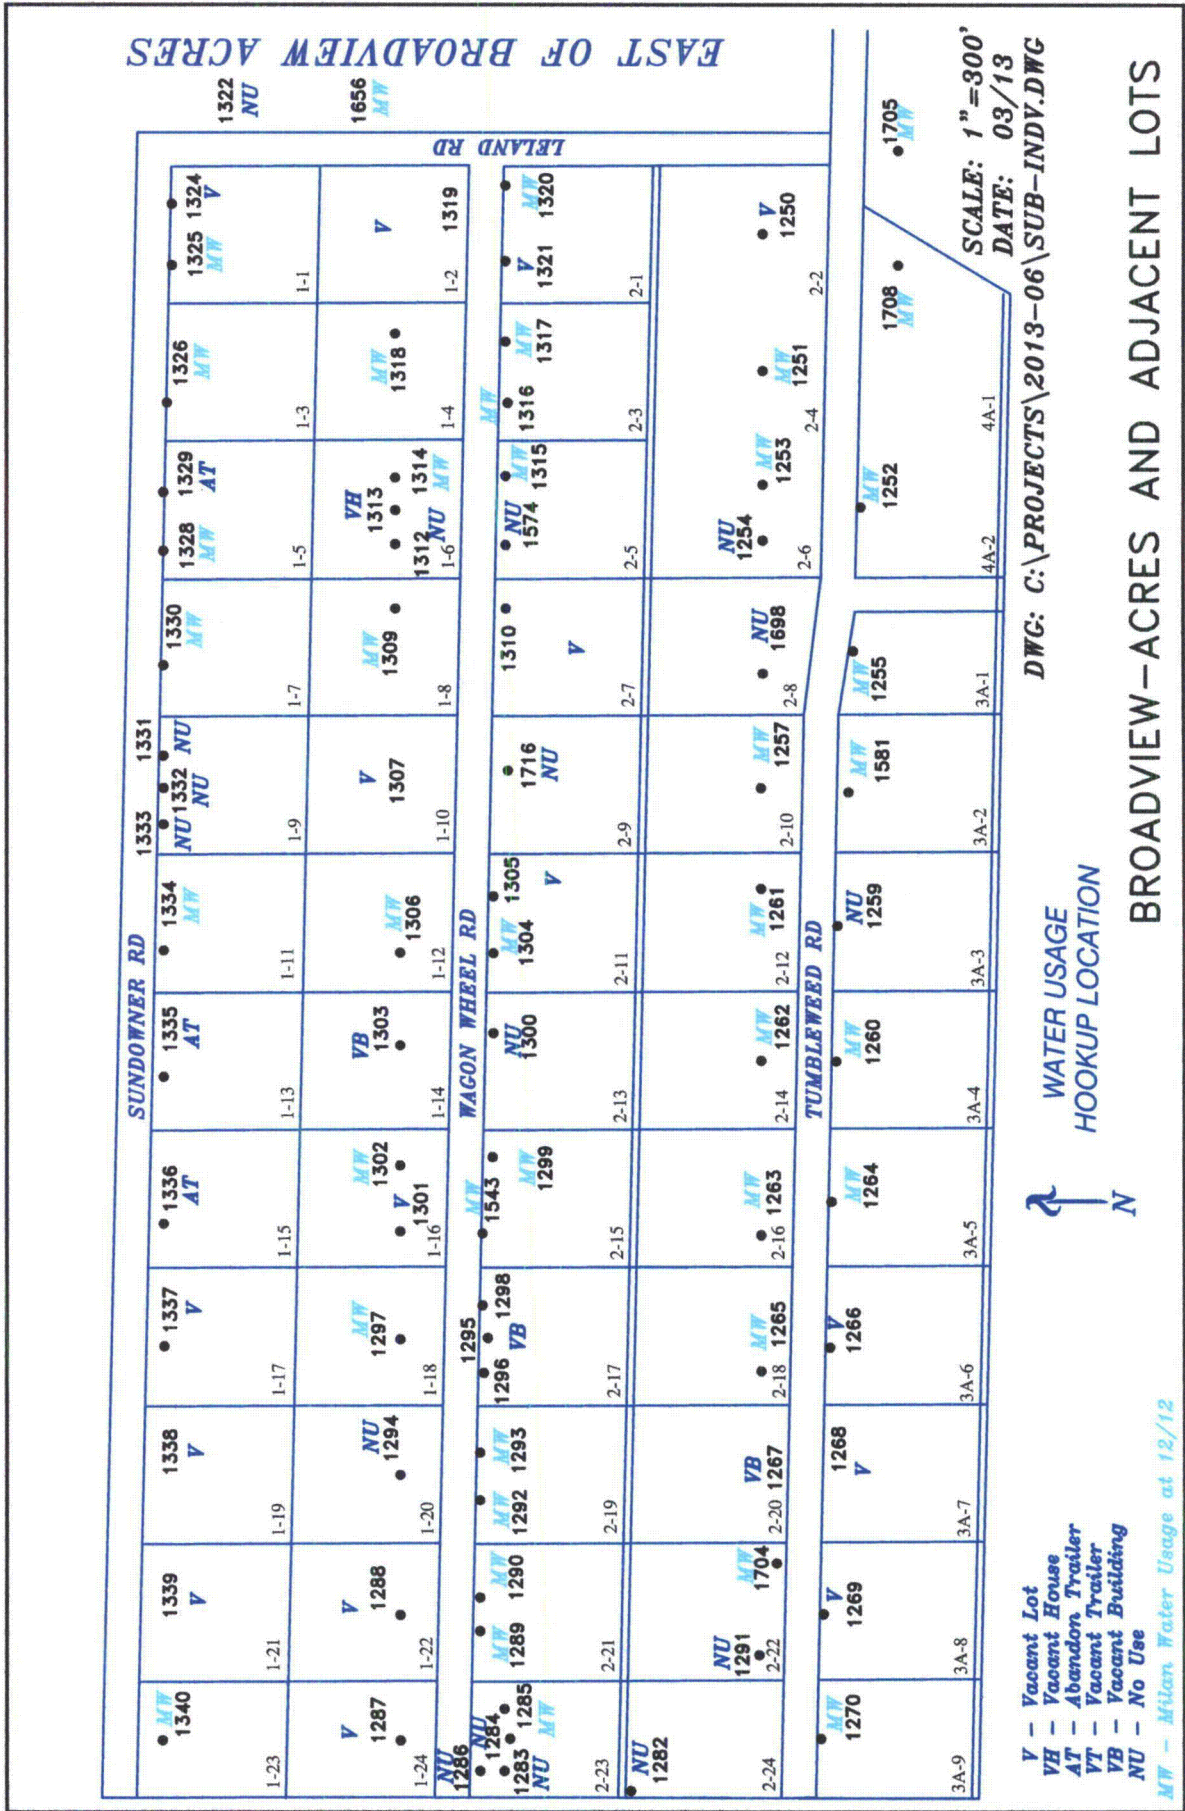 EAST OF BROADVIEW ACRES
1322
NU
1656
MW
LELAND RD
SUNDOWNER RD
1340
MW
1-23
1339
V
1-21
1338
V
1-19
1337
V
1-17
1336
AT
1-15
1335
AT
1-13
1334
MW
1-11
1333
NU
1332
NU
1331
NU
1-9
1330
MW
1-7
1328
MW
1329
AT
1-5
1326
MW
1-3
1325
MW
1324
V
1-1
V
1287
1-24
V
1288
1-22
NU
1294
1-20
MW
1297
1-18
MW
1302
V
1301
1-16
VB
1303
1-14
MW
1306
1-12
V
1307
1-10
MW
1309
1-8
VH
1313
1312
NU
1314
MW
1-6
MW
1318
1-4
V
1319
1-2
WAGON WHEEL RD
NU
1286
NU
1284
1283
NU
1285
MW
2-23
MW
1289
MW
1290
2-21
MW
1292
MW
1293
2-19
1295
1296
1298
VB
2-17
MW
1543
MW
1299
2-15
NU
1300
2-13
MW
1304
1305
V
2-11
1716
NU
2-9
1310
V
2-7
NU
1574
MW
1315
2-5
MW
1316
MW
1317
2-3
V
1321
MW
1320
2-1
NU
1282
2-24
NU
1291
2-22
MW
1704
VB
1267
2-20
MW
1265
2-18
MW
1263
2-16
MW
1262
2-14
MW
1261
2-12
MW
1257
2-10
NU
1698
2-8
NU
1254
MW
1253
2-6
MW
1251
2-4
V
1250
2-2
TUMBLEWEED RD
MW
1270
3A-9
V
1269
3A-8
1268
V
3A-7
V
1266
3A-6
MW
1264
3A-5
MW
1260
3A-4
NU
1259
3A-3
MW
1581
3A-2
MW
1255
3A-1
MW
1252
4A-2
1708
MW
4A-1
1705
MW
SCALE: 1"=300'
DATE: 03/13
DWG: C:\PROJECTS\2013-06\SUB-INDV.DWG
V - Vacant Lot
VH - Vacant House
AT - Abandon Trailer
VT - Vacant Trailer
VB - Vacant Building
NU - No Use
MW - Milan Water Usage at 12/12
N
WATER USAGE
HOOKUP LOCATION
BROADVIEW-ACRES AND ADJACENT LOTS